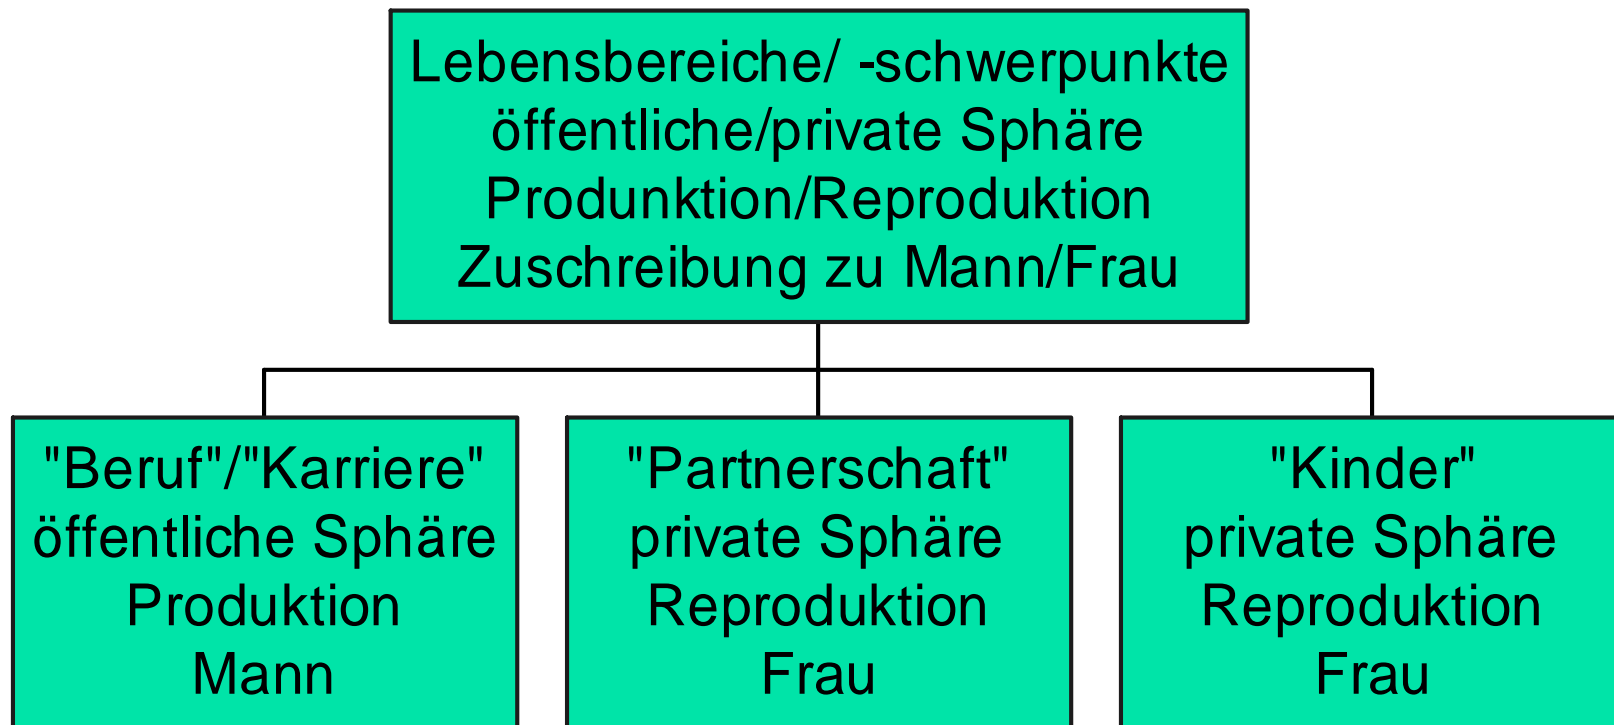 Lebensbereiche/ -schwerpunkte
öffentliche/private Sphäre
Produnktion/Reproduktion
Zuschreibung zu Mann/Frau
"Beruf"/"Karriere"
öffentliche Sphäre
Produktion
Mann
"Partnerschaft"
private Sphäre
Reproduktion
Frau
"Kinder"
private Sphäre
Reproduktion
Frau